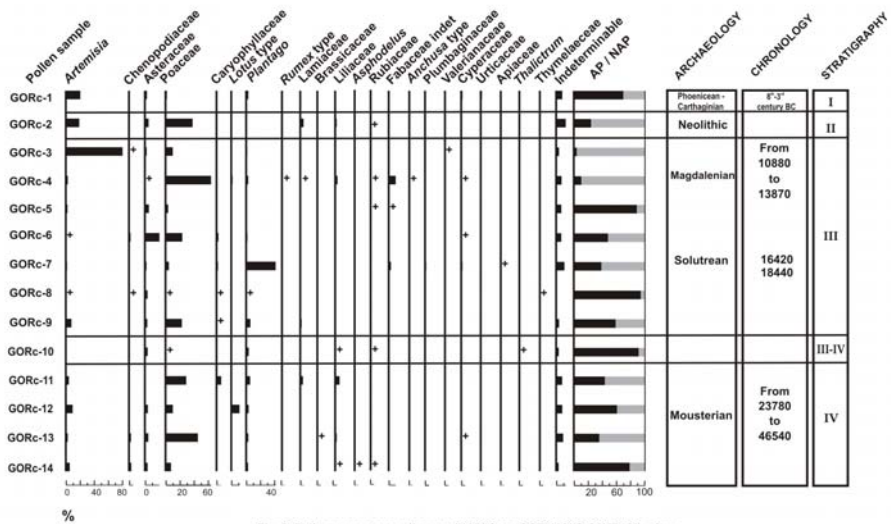 Pollen sample
Artemisia
Chenopodiaceae
Asteraceae
Poaceae
Caryophyllaceae
Lotus type
Plantago
Rumex type
Lamiaceae
Brassicaceae
Liliaceae
Asphodelus
Rubiaceae
Fabaceae indet
Anchusa type
Plumbaginaceae
Valerianaceae
Cyperaceae
Urticaceae
Apiaceae
Thalictrum
Thymeleaceae
Indeterminable
AP / NAP
ARCHAEOLOGY
CHRONOLOGY
STRATIGRAPHY
GORc-1
Phoenicean - Carthaginian
8th-3rd century BC
I
GORc-2
+
Neolithic
II
GORc-3
+ +
From
10880
to
13870
GORc-4
+ + + + + +
Magdalenian
GORc-5
+ +
GORc-6
+ +
III
GORc-7
+
Solutrean
16420
18440
GORc-8
+ + + + + +
GORc-9
+
GORc-10
+ + + +
III-IV
GORc-11
GORc-12
Mousterian
From
23780
to
46540
IV
GORc-13
+ +
GORc-14
+ + +
0 40 80 0 20 60 40 20 60 100
%